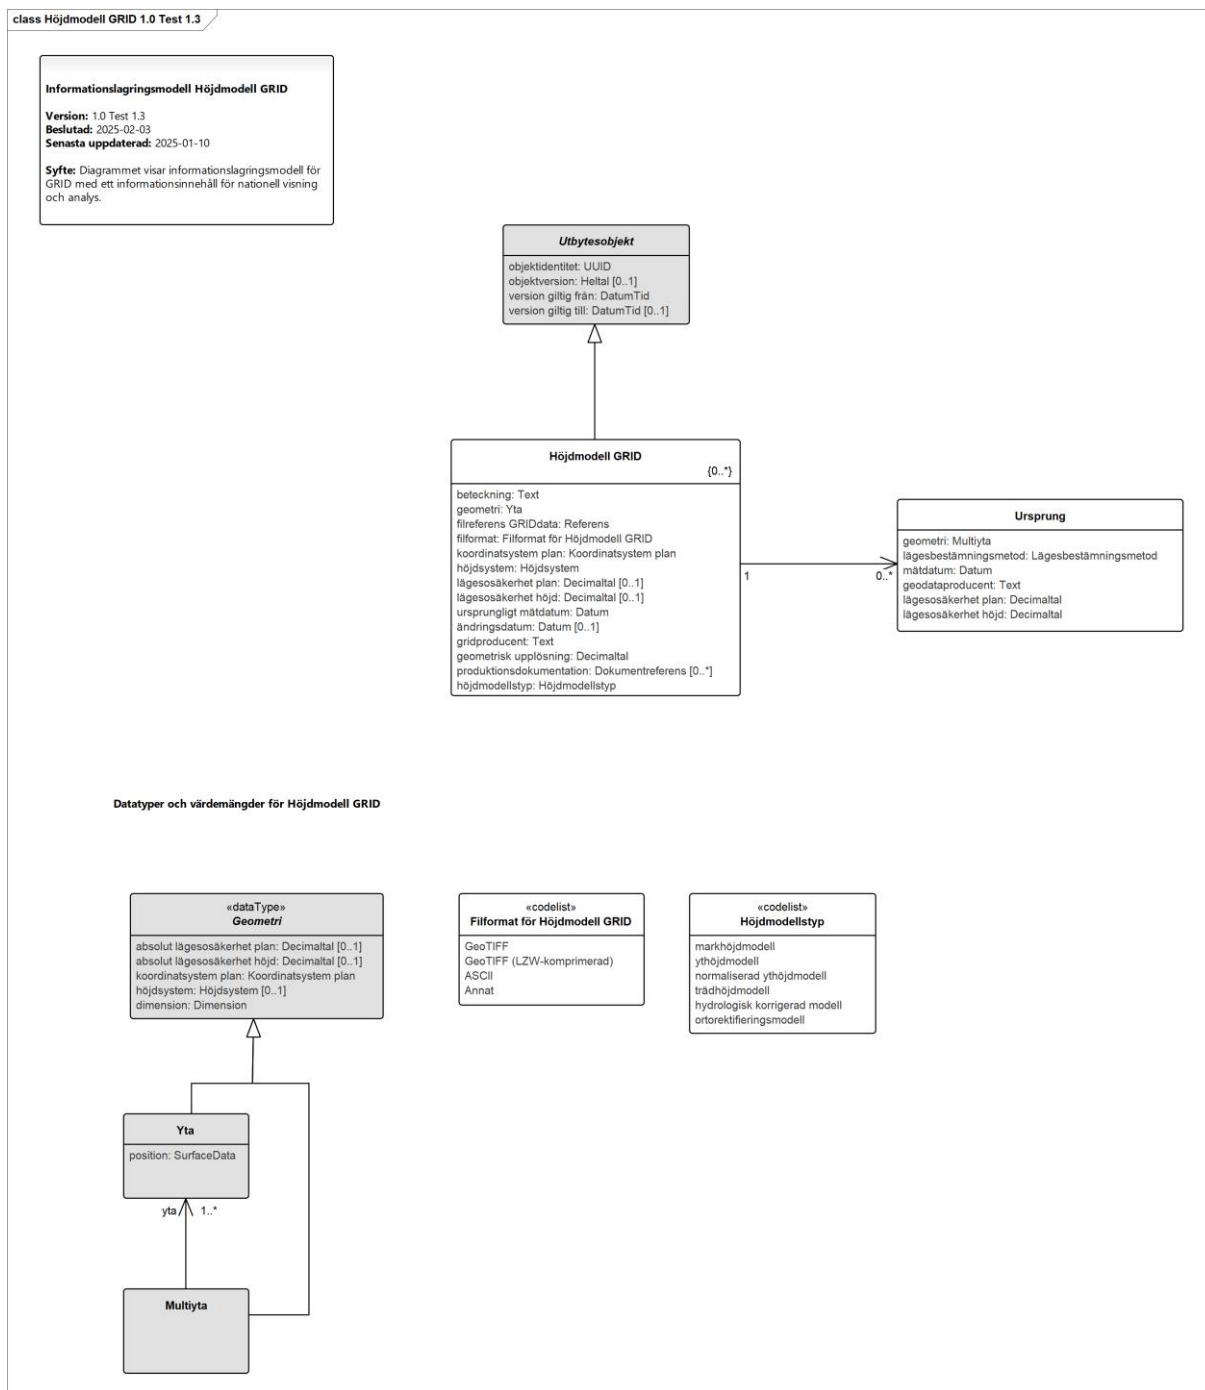 class Höjdmodell GRID 1.0 Test 1.3
Informationslagringsmodell Höjdmodell GRID
Version: 1.0 Test 1.3
Beslutad: 2025-02-03
Senasta uppdaterad: 2025-01-10
Syfte: Diagrammet visar informationslagringsmodell för
GRID med ett informationsinnehåll för nationell visning
och analys.
Utbytesobjekt
objektidentitet: UUID
objektversion: Heltal [0..1]
version giltig från: DatumTid
version giltig till: DatumTid [0..1]
Höjdmodell GRID
{0..*}
beteckning: Text
geometri: Yta
filreferens GRIDdata: Referens
filformat: Filformat för Höjdmodell GRID
koordinatsystem plan: Koordinatsystem plan
höjdsystem: Höjdsystem
lägesosäkerhet plan: Decimaltal [0..1]
lägesosäkerhet höjd: Decimaltal [0..1]
ursprungligt mätdatum: Datum
ändringsdatum: Datum [0..1]
gridproducent: Text
geometrisk upplösning: Decimaltal
produktionsdokumentation: Dokumentreferens [0..*]
höjdmodellstyp: Höjdmodellstyp
1
0..*
Ursprung
geometri: Multiyta
lägesbestämningsmetod: Lägesbestämningsmetod
mätdatum: Datum
geodataproducent: Text
lägesosäkerhet plan: Decimaltal
lägesosäkerhet höjd: Decimaltal
Datatyper och värdemängder för Höjdmodell GRID
«dataType»
Geometri
absolut lägesosäkerhet plan: Decimaltal [0..1]
absolut lägesosäkerhet höjd: Decimaltal [0..1]
koordinatsystem plan: Koordinatsystem plan
höjdsystem: Höjdsystem [0..1]
dimension: Dimension
«codelist»
Filformat för Höjdmodell GRID
GeoTIFF
GeoTIFF (LZW-komprimerad)
ASCII
Annat
«codelist»
Höjdmodellstyp
markhöjdmodell
ythöjdmodell
normaliserad ythöjdmodell
trädhöjdmodell
hydrologisk korrigerad modell
ortorektifieringsmodell
Yta
position: SurfaceData
yta
1..*
Multiyta